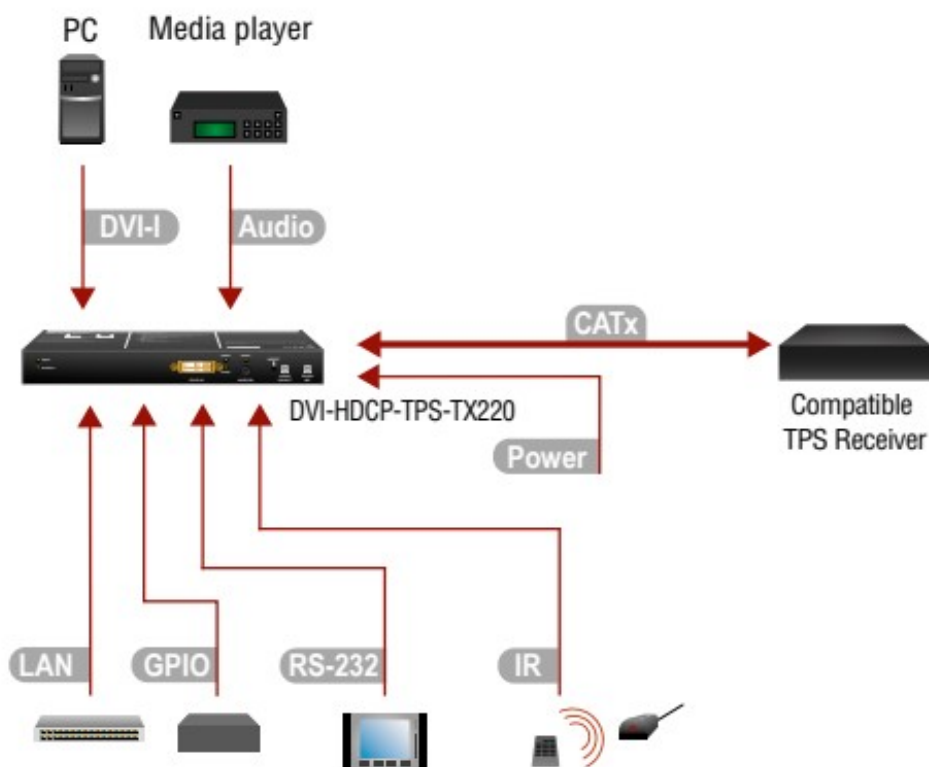 PC
Media player
DVI-I
Audio
CATx
DVI-HDCP-TPS-TX220
Compatible
TPS Receiver
Power
LAN
GPIO
RS-232
IR